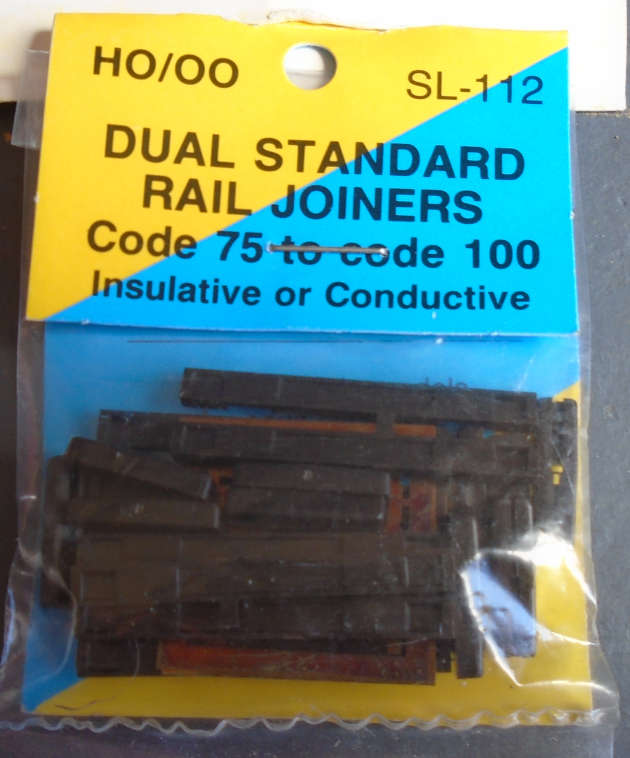 HO/OO
SL-112
DUAL STANDARD
RAIL JOINERS
Code 75 to code 100
Insulative or Conductive